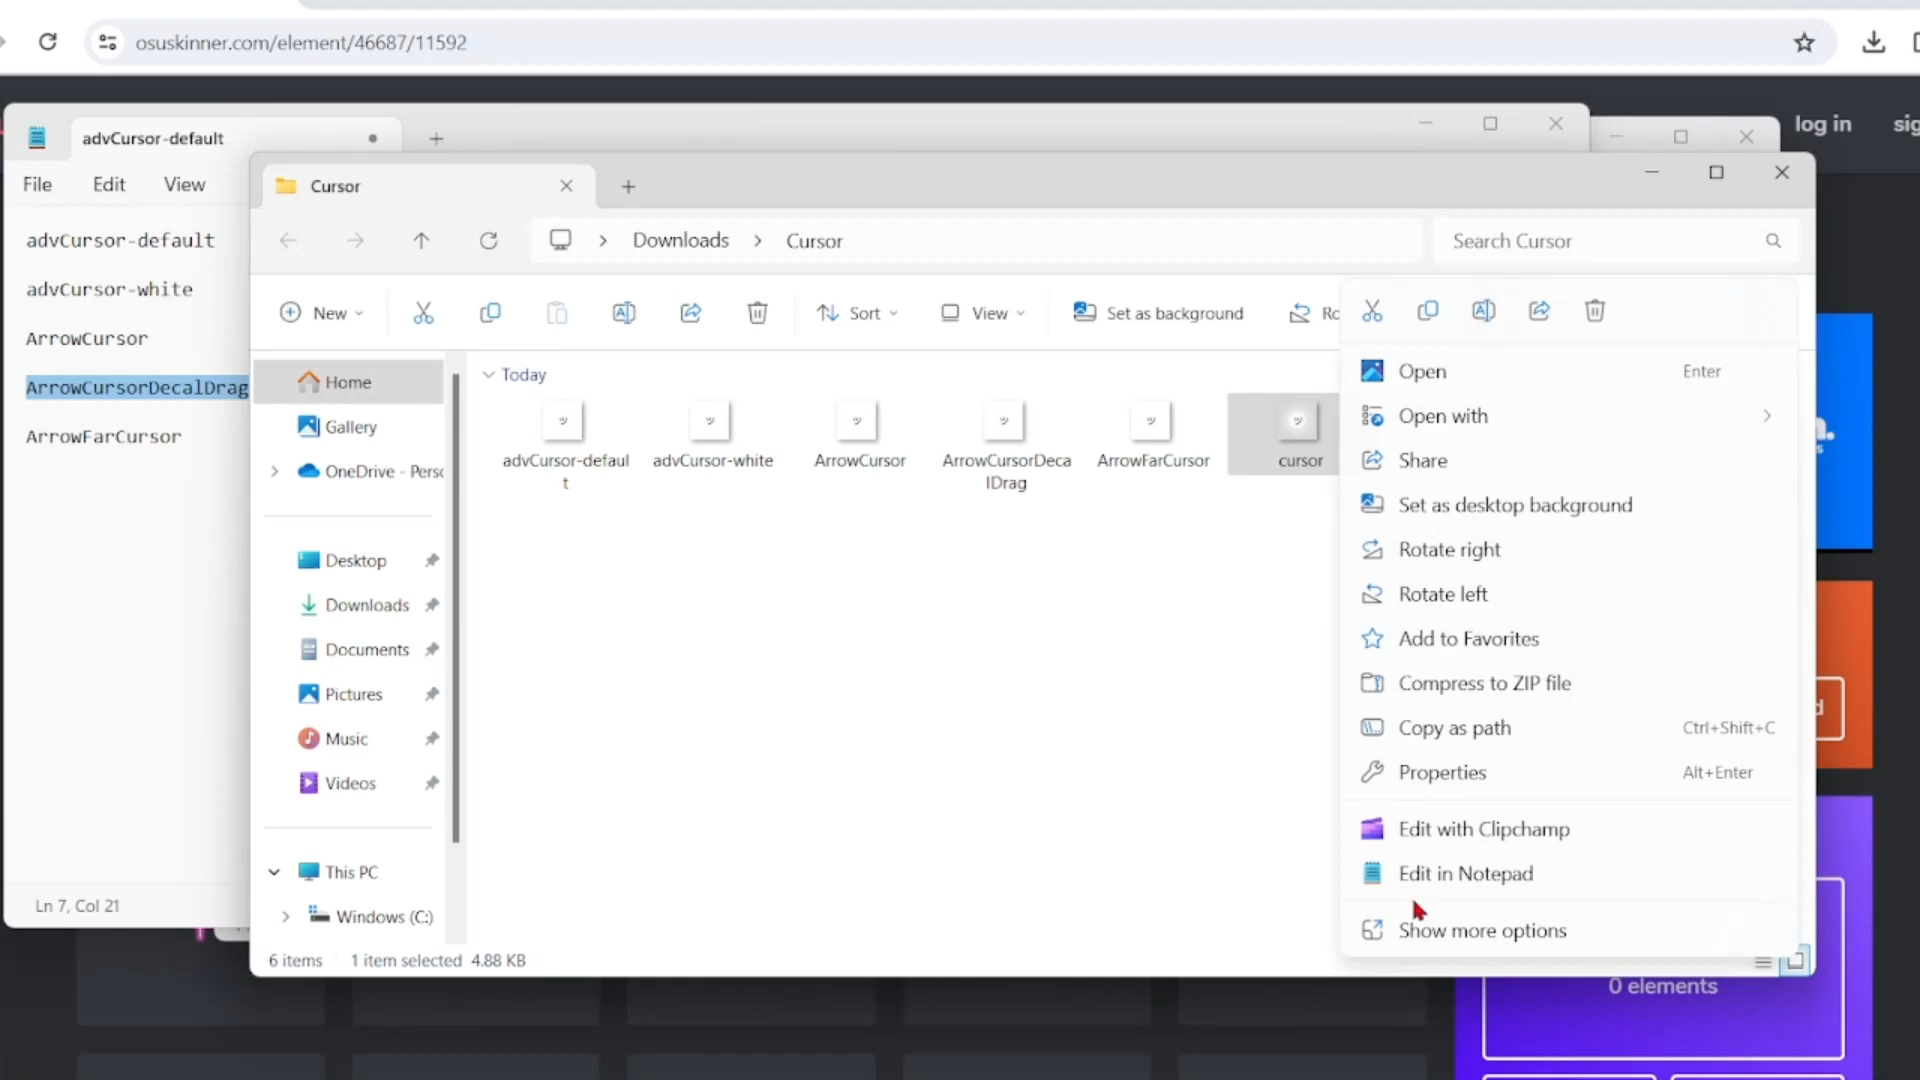 osuskinner.com/element/46687/11592
log in
advCursor-default
File
Edit
View
advCursor-default
advCursor-white
ArrowCursor
ArrowCursorDecalDrag
ArrowFarCursor
Ln 7, Col 21
Cursor
Downloads
Cursor
Search Cursor
New
Sort
View
Set as background
Home
Gallery
OneDrive - Perso
Desktop
Downloads
Documents
Pictures
Music
Videos
This PC
Windows (C:)
Today
advCursor-defaul
t
advCursor-white
ArrowCursor
ArrowCursorDeca
lDrag
ArrowFarCursor
cursor
6 items
1 item selected 4.88 KB
Open Enter
Open with
Share
Set as desktop background
Rotate right
Rotate left
Add to Favorites
Compress to ZIP file
Copy as path Ctrl+Shift+C
Properties Alt+Enter
Edit with Clipchamp
Edit in Notepad
Show more options
0 elements